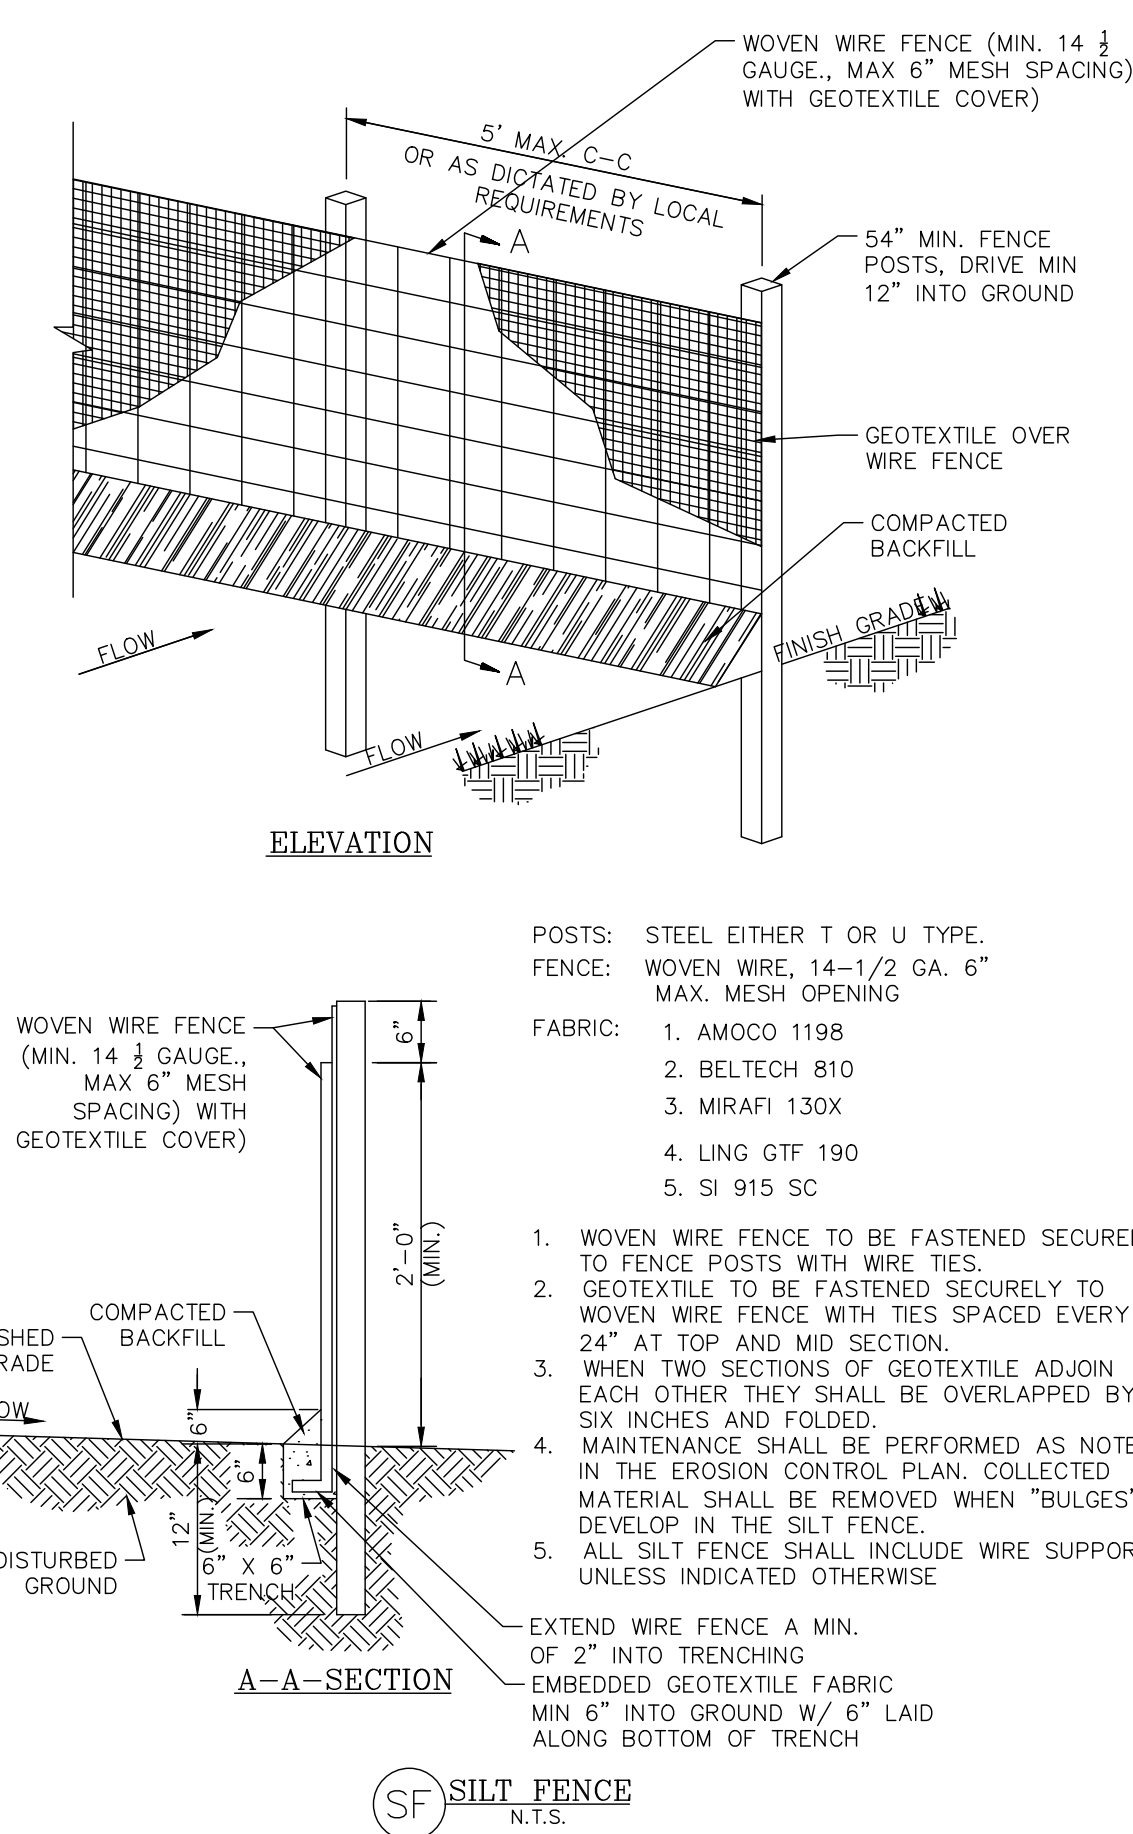 WOVEN WIRE FENCE (MIN. 14 ½
GAUGE., MAX 6" MESH SPACING)
WITH GEOTEXTILE COVER)
5' MAX. C-C
OR AS DICTATED BY LOCAL
REQUIREMENTS
A
54" MIN. FENCE
POSTS, DRIVE MIN
12" INTO GROUND
GEOTEXTILE OVER
WIRE FENCE
COMPACTED
BACKFILL
FINISH GRADE
FLOW
A
FLOW
ELEVATION
POSTS: STEEL EITHER T OR U TYPE.
FENCE: WOVEN WIRE, 14-1/2 GA. 6"
MAX. MESH OPENING
FABRIC: 1. AMOCO 1198
2. BELTECH 810
3. MIRAFI 130X
4. LING GTF 190
5. SI 915 SC
WOVEN WIRE FENCE
(MIN. 14 ½ GAUGE.,
MAX 6" MESH
SPACING) WITH
GEOTEXTILE COVER)
6"
2'-0"
(MIN.)
COMPACTED
BACKFILL
SHED
RADE
OW
6"
6"
12"
(MIN.)
6" X 6"
TRENCH
DISTURBED
GROUND
A-A-SECTION
1. WOVEN WIRE FENCE TO BE FASTENED SECUREL
TO FENCE POSTS WITH WIRE TIES.
2. GEOTEXTILE TO BE FASTENED SECURELY TO
WOVEN WIRE FENCE WITH TIES SPACED EVERY
24" AT TOP AND MID SECTION.
3. WHEN TWO SECTIONS OF GEOTEXTILE ADJOIN
EACH OTHER THEY SHALL BE OVERLAPPED BY
SIX INCHES AND FOLDED.
4. MAINTENANCE SHALL BE PERFORMED AS NOTE
IN THE EROSION CONTROL PLAN. COLLECTED
MATERIAL SHALL BE REMOVED WHEN "BULGES"
DEVELOP IN THE SILT FENCE.
5. ALL SILT FENCE SHALL INCLUDE WIRE SUPPOR
UNLESS INDICATED OTHERWISE
EXTEND WIRE FENCE A MIN.
OF 2" INTO TRENCHING
EMBEDDED GEOTEXTILE FABRIC
MIN 6" INTO GROUND W/ 6" LAID
ALONG BOTTOM OF TRENCH
SF SILT FENCE
N.T.S.